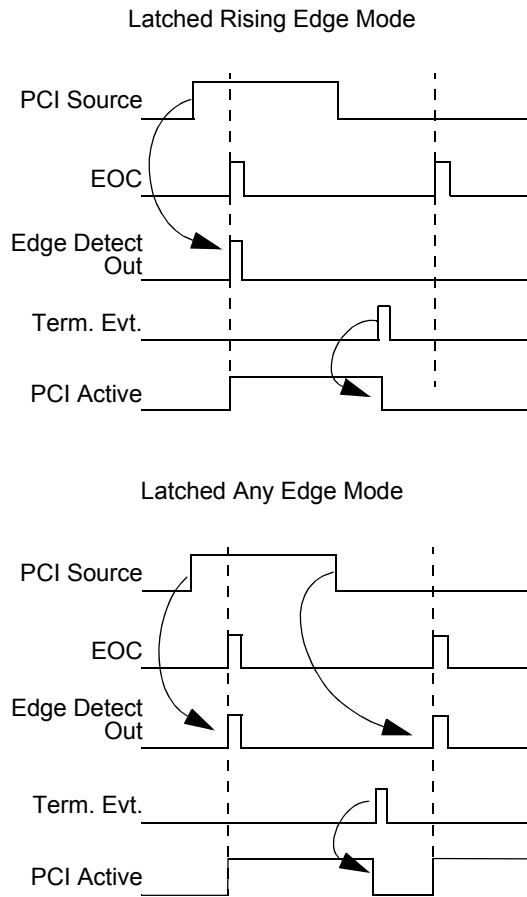 Latched Rising Edge Mode
PCI Source
EOC
Edge Detect
Out
Term. Evt.
PCI Active
Latched Any Edge Mode
PCI Source
EOC
Edge Detect
Out
Term. Evt.
PCI Active